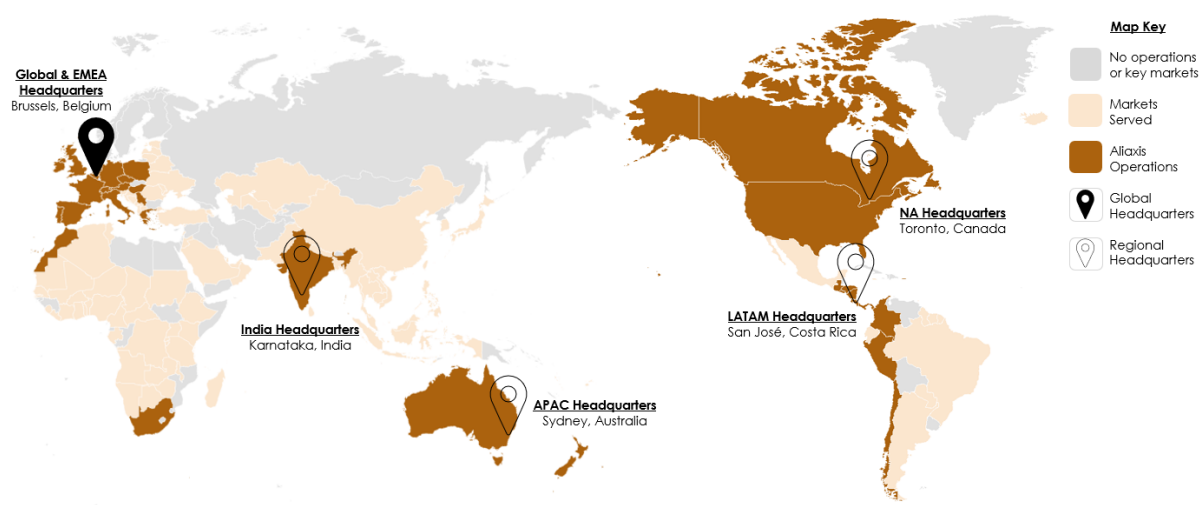 Global & EMEA
Headquarters
Brussels, Belgium
Map Key
No operations
or key markets
Markets
Served
Aliaxis
Operations
Global
Headquarters
Regional
Headquarters
NA Headquarters
Toronto, Canada
LATAM Headquarters
San José, Costa Rica
India Headquarters
Karnataka, India
APAC Headquarters
Sydney, Australia